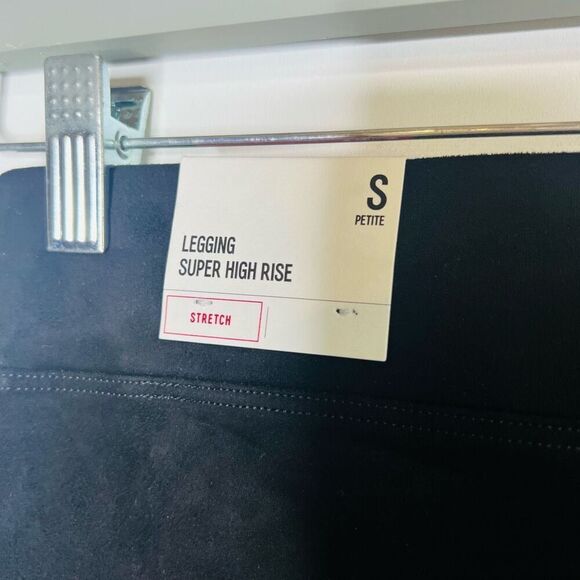 S
PETITE
LEGGING
SUPER HIGH RISE
STRETCH